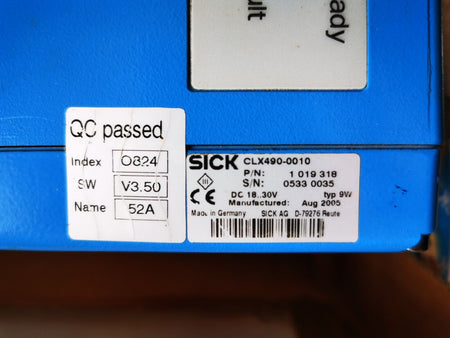 ady
ult
QC passed
Index O824
SW V3.50
Name 52A
SICK CLX490-0010
P/N: 1 019 318
S/N: 0533 0035
DC 18..30V typ 9W
Manufactured: Aug 2005
Made in Germany SICK AG D-79276 Reute